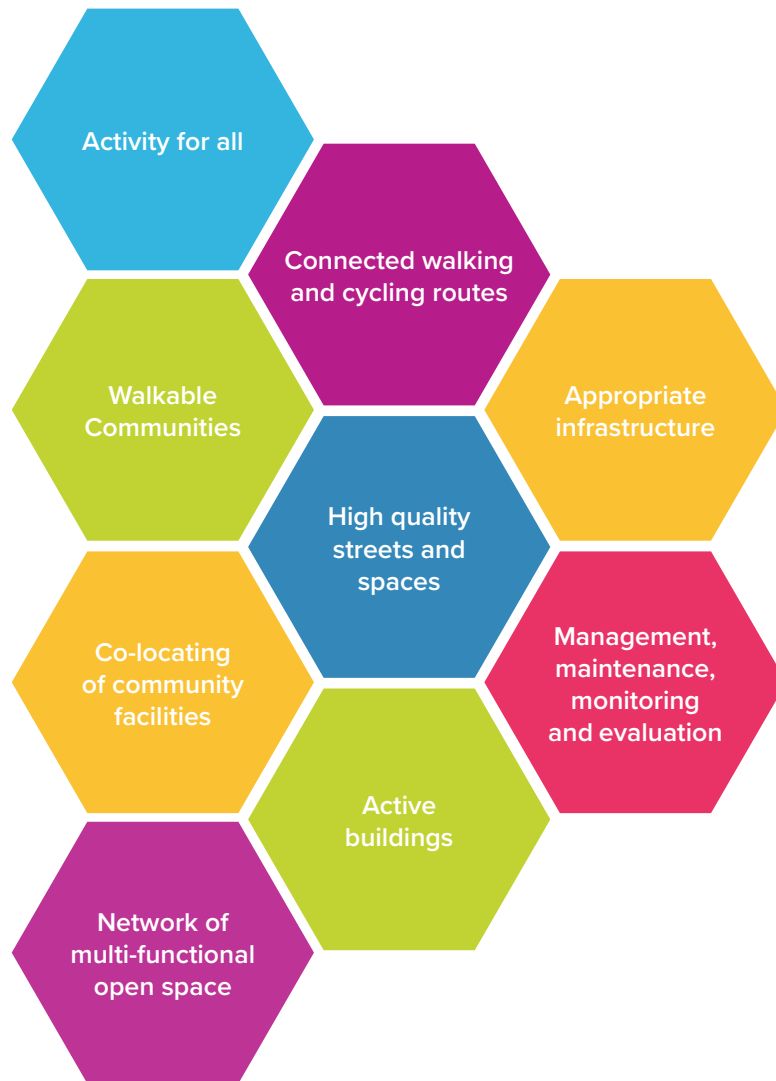 Activity for all
Connected walking
and cycling routes
Walkable
Communities
Appropriate
infrastructure
High quality
streets and
spaces
Co-locating
of community
facilities
Management,
maintenance,
monitoring
and evaluation
Active
buildings
Network of
multi-functional
open space